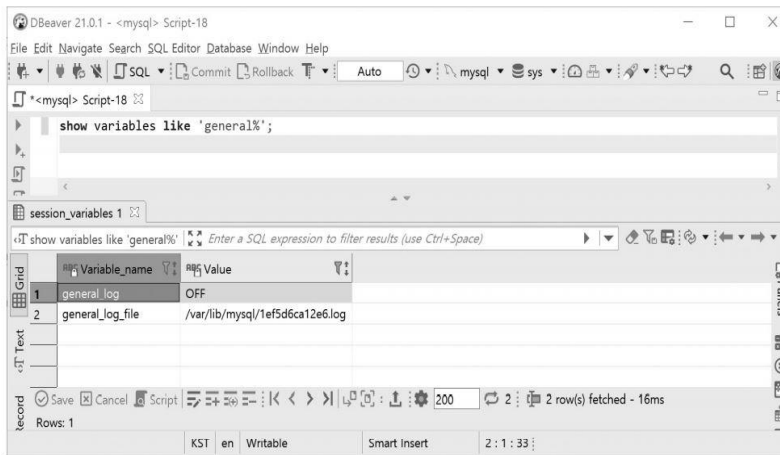 DBeaver 21.0.1 - <mysql> Script-18
File Edit Navigate Search SQL Editor Database Window Help
SQL Commit Rollback T Auto mysql sys
*<mysql> Script-18
show variables like 'general%';
session_variables 1
show variables like 'general%' Enter a SQL expression to filter results (use Ctrl+Space)
Grid
Variable_name Value
1 general_log OFF
2 general_log_file /var/lib/mysql/1ef5d6ca12e6.log
Text
Record
Save Cancel Script 200 2 2 row(s) fetched - 16ms
Rows: 1
KST en Writable Smart Insert 2 : 1 : 33